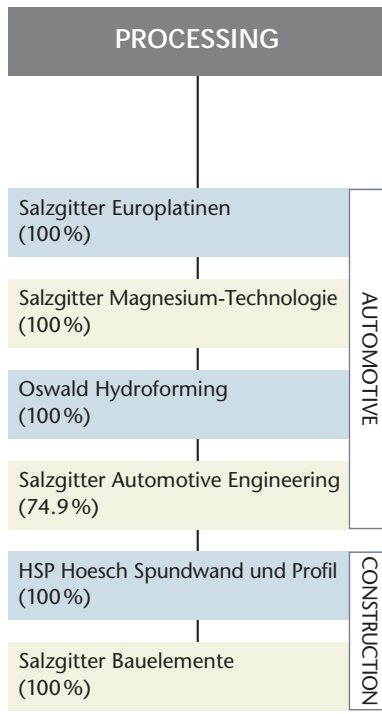 PROCESSING
Salzgitter Europlatinen
(100%)
Salzgitter Magnesium-Technologie
(100%)
Oswald Hydroforming
(100%)
Salzgitter Automotive Engineering
(74.9%)
AUTOMOTIVE
HSP Hoesch Spundwand und Profil
(100%)
Salzgitter Bauelemente
(100%)
CONSTRUCTION